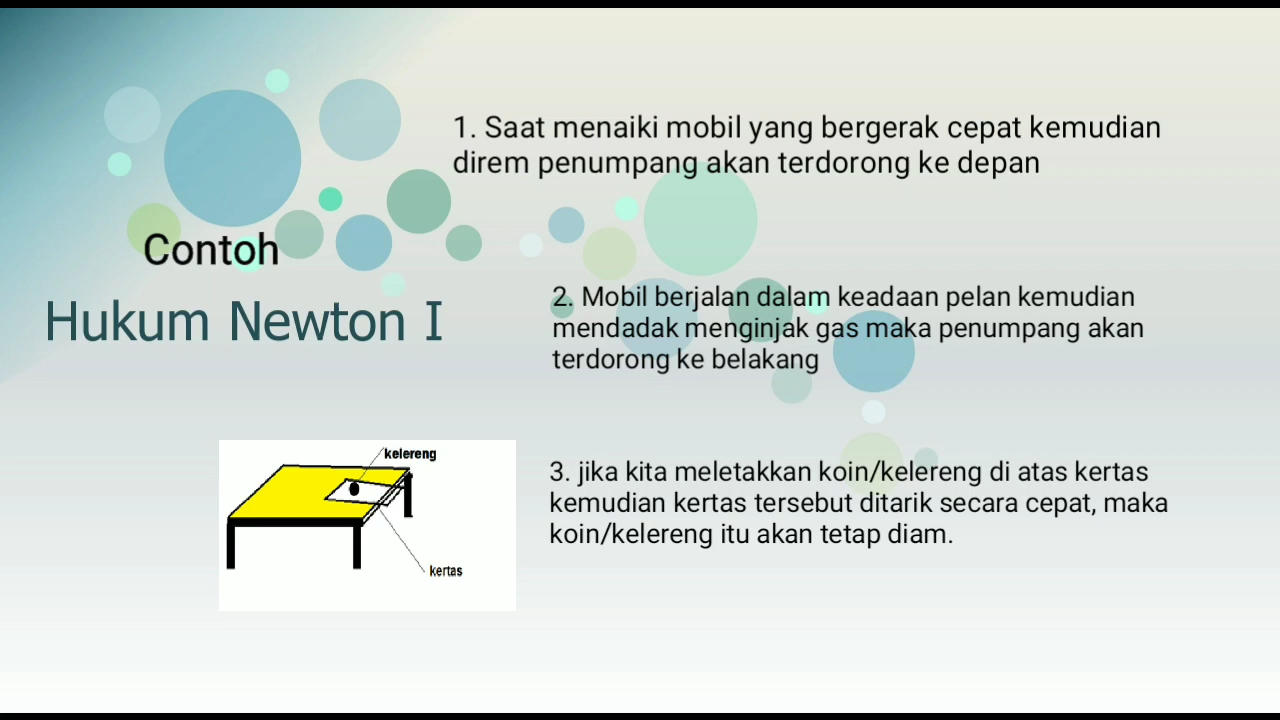 Contoh
Hukum Newton I
1. Saat menaiki mobil yang bergerak cepat kemudian
direm penumpang akan terdorong ke depan
2. Mobil berjalan dalam keadaan pelan kemudian
mendadak menginjak gas maka penumpang akan
terdorong ke belakang
3. jika kita meletakkan koin/kelereng di atas kertas
kemudian kertas tersebut ditarik secara cepat, maka
koin/kelereng itu akan tetap diam.
kelereng
kertas